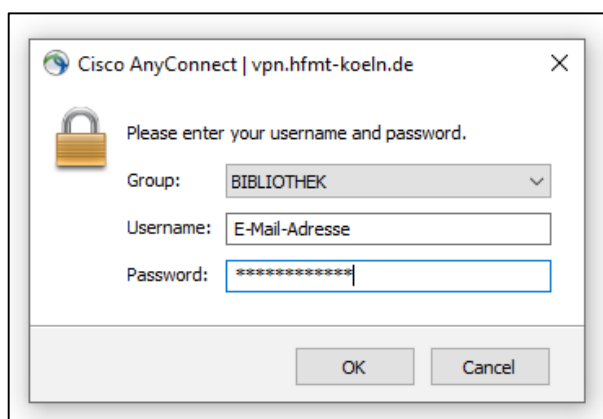 Cisco AnyConnect | vpn.hfmt-koeln.de
Please enter your username and password.
Group: BIBLIOTHEK
Username: E-Mail-Adresse
Password: ************
OK Cancel